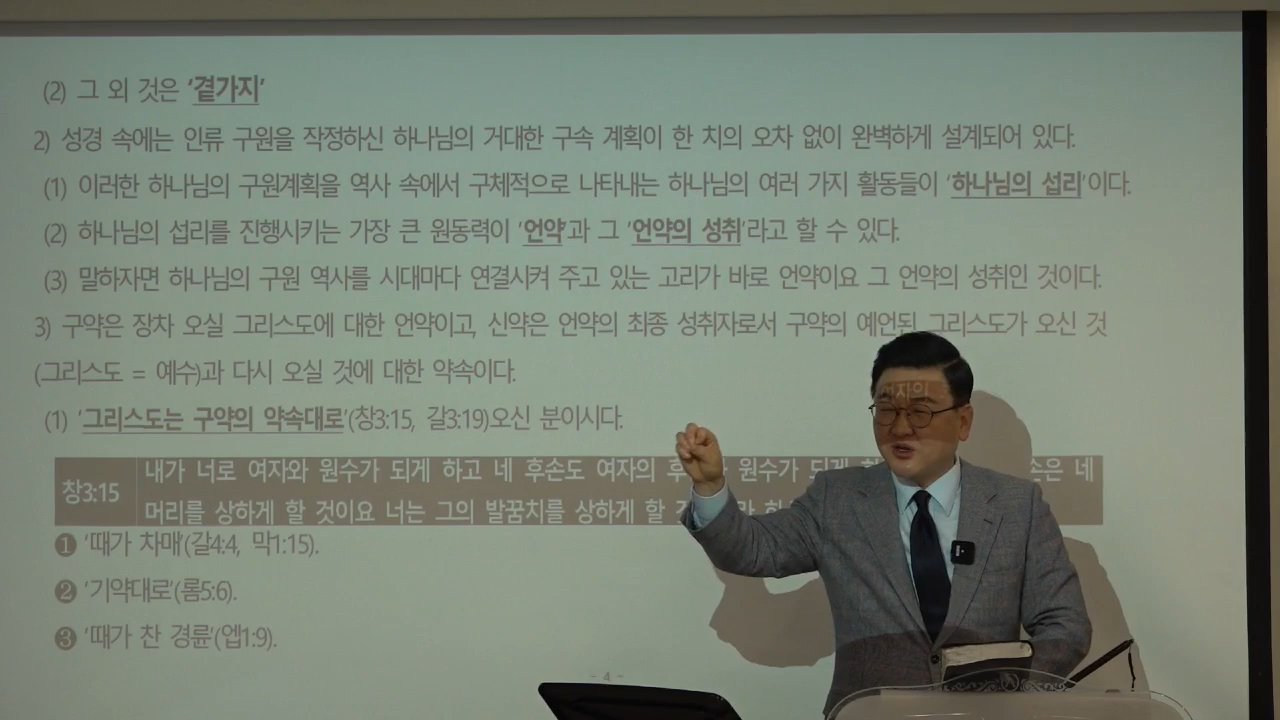 (2) 그 외 것은 '곁가지'
2) 성경 속에는 인류 구원을 작정하신 하나님의 거대한 구속 계획이 한 치의 오차 없이 완벽하게 설계되어 있다.
(1) 이러한 하나님의 구원계획을 역사 속에서 구체적으로 나타내는 하나님의 여러 가지 활동들이 '하나님의 섭리'이다.
(2) 하나님의 섭리를 진행시키는 가장 큰 원동력이 '언약'과 그 '언약의 성취'라고 할 수 있다.
(3) 말하자면 하나님의 구원 역사를 시대마다 연결시켜 주고 있는 고리가 바로 언약이요 그 언약의 성취인 것이다.
3) 구약은 장차 오실 그리스도에 대한 언약이고, 신약은 언약의 최종 성취자로서 구약의 예언된 그리스도가 오신 것
(그리스도 = 예수)과 다시 오실 것에 대한 약속이다.
(1) '그리스도는 구약의 약속대로'(창3:15, 갈3:19)오신 분이시다.
창3:15
내가 너로 여자와 원수가 되게 하고 네 후손도 여자의 원수가 되게 네
머리를 상하게 할 것이요 너는 그의 발꿈치를 상하게 할
❶ '때가 차매'(갈4:4, 막1:15).
❷ '기약대로'(롬5:6).
❸ '때가 찬 경륜'(엡1:9).
- 4 -